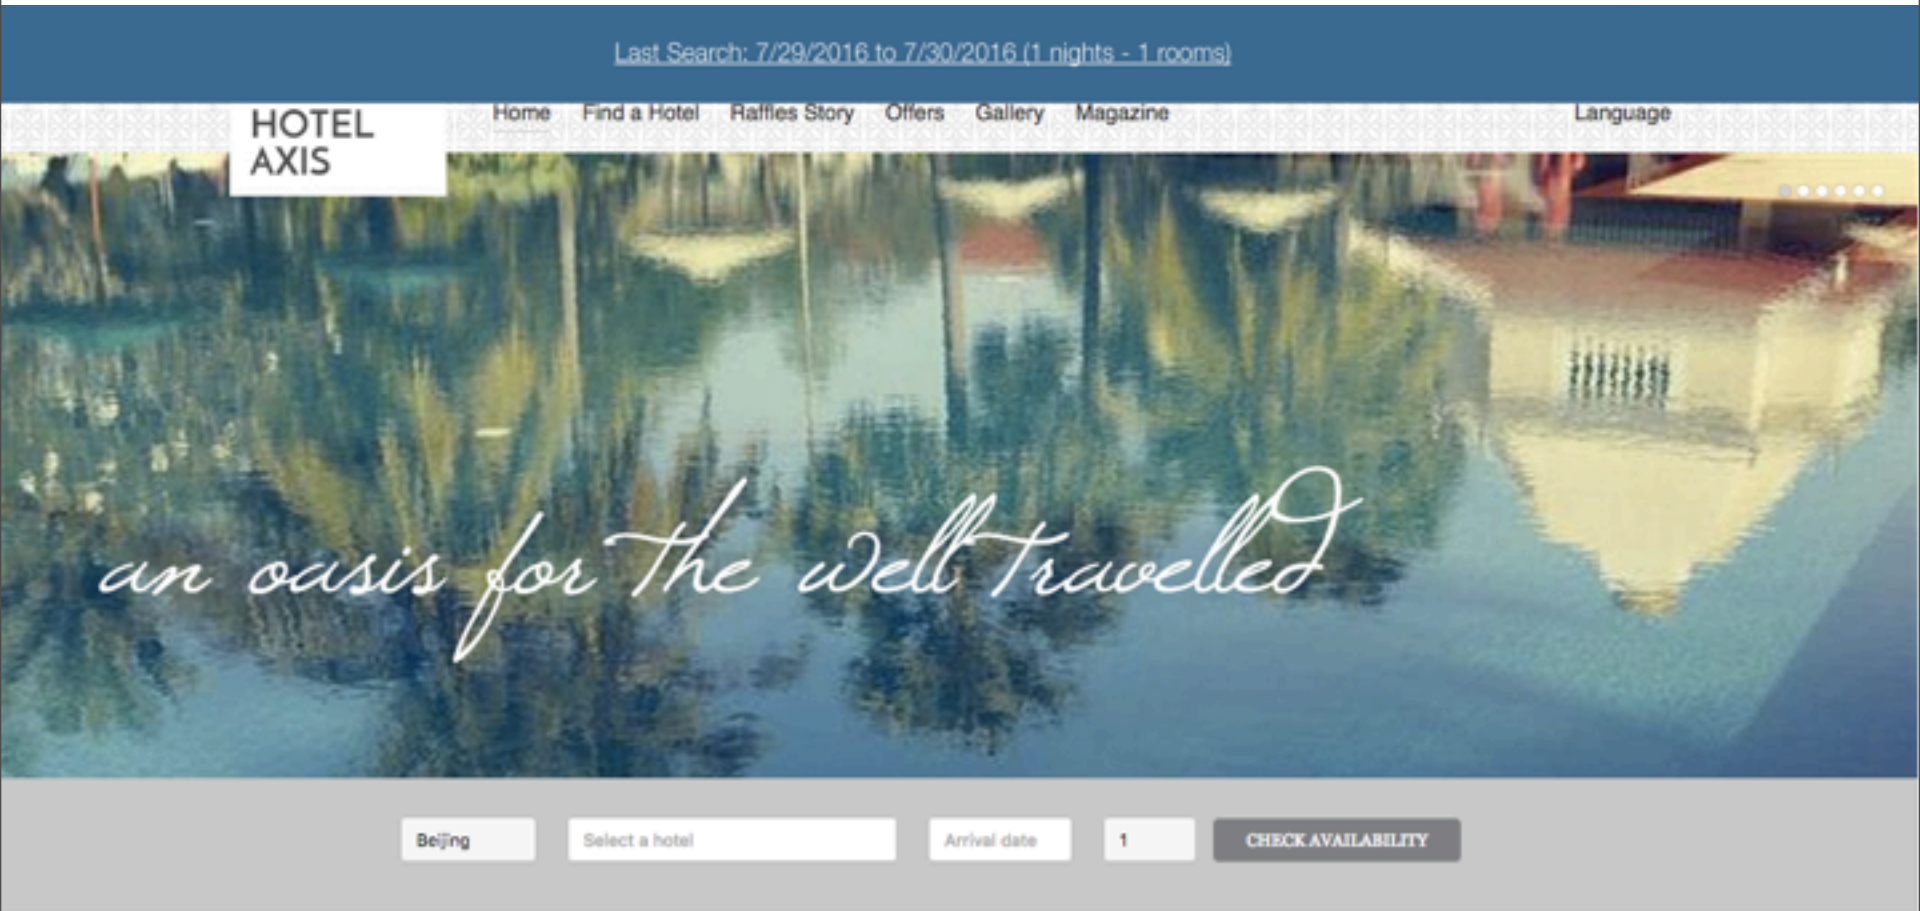 Last Search: 7/29/2016 to 7/30/2016 (1 nights - 1 rooms)
HOTEL
AXIS
Home Find a Hotel Raffles Story Offers Gallery Magazine Language
an oasis for the well travelled
Beijing Select a hotel Arrival date 1 CHECK AVAILABILITY